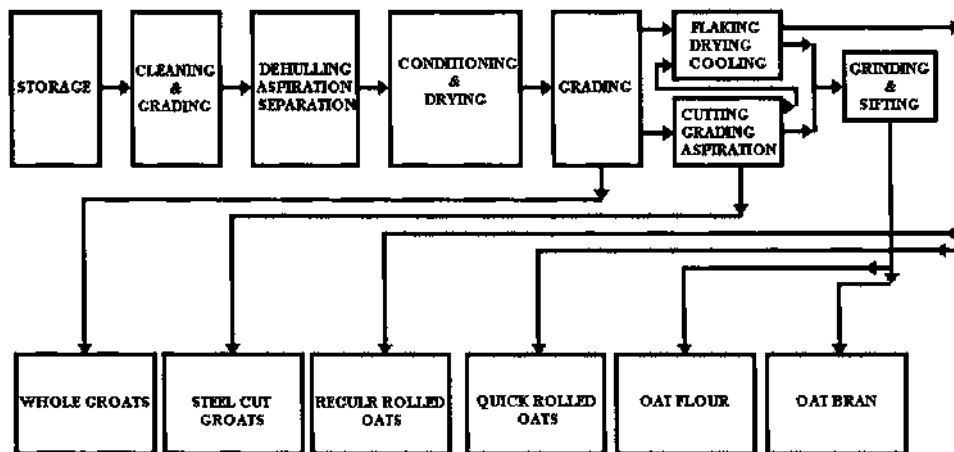 STORAGE
CLEANING
&
GRADING
DEHULLING
ASPIRATION
SEPARATION
CONDITIONING
&
DRYING
GRADING
FLAKING
DRYING
COOLING
CUTTING
GRADING
ASPIRATION
GRINDING
&
SIFTING
WHOLE GROATS
STEEL CUT
GROATS
REGULR ROLLED
OATS
QUICK ROLLED
OATS
OAT FLOUR
OAT BRAN